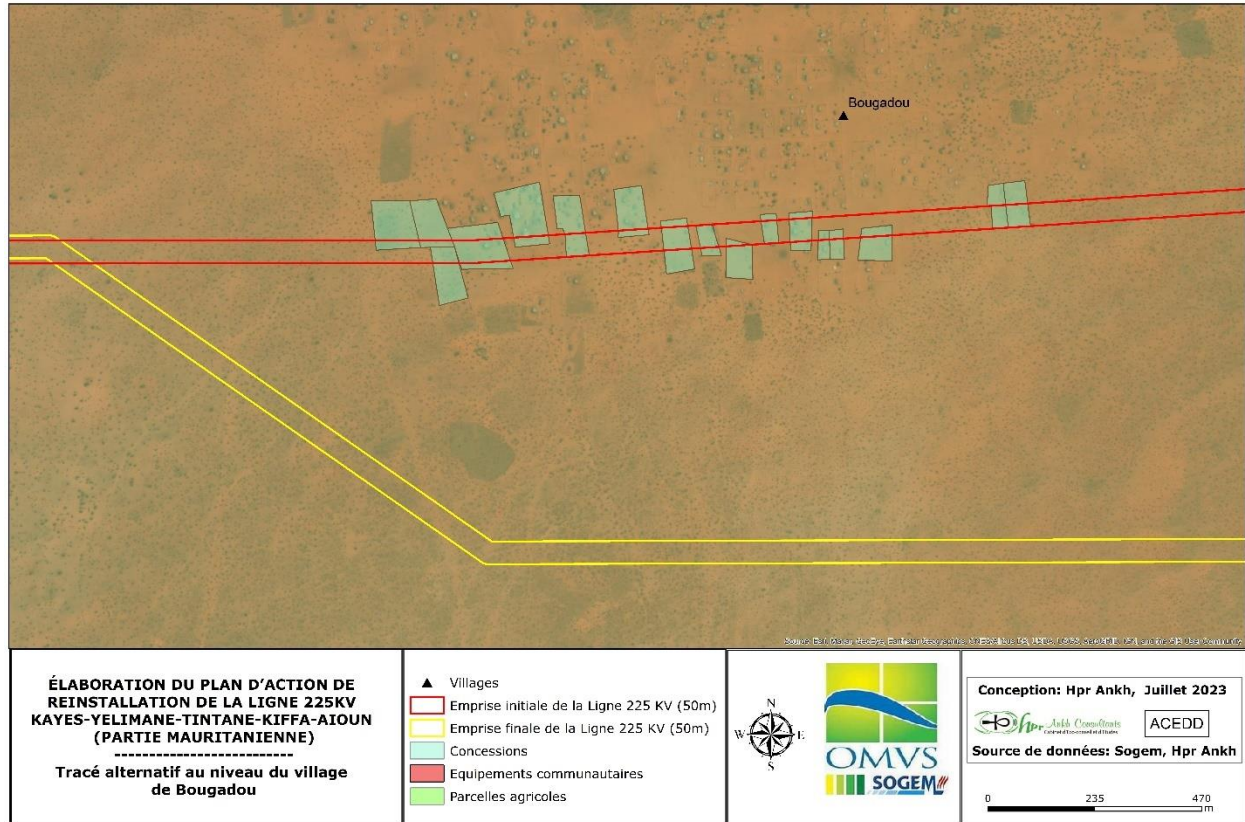 Bougadou
ÉLABORATION DU PLAN D'ACTION DE
REINSTALLATION DE LA LIGNE 225KV
KAYES-YELIMANE-TINTANE-KIFFA-AIOUN
(PARTIE MAURITANIENNE)
--------------------------
Tracé alternatif au niveau du village
de Bougadou
Villages
Emprise initiale de la Ligne 225 KV (50m)
Emprise finale de la Ligne 225 KV (50m)
Concessions
Equipements communautaires
Parcelles agricoles
N
W E
S
OMVS
SOGEM
Conception: Hpr Ankh, Juillet 2023
hpr Ankh Consultants
ACEDD
Source de données: Sogem, Hpr Ankh
0 235 470
m